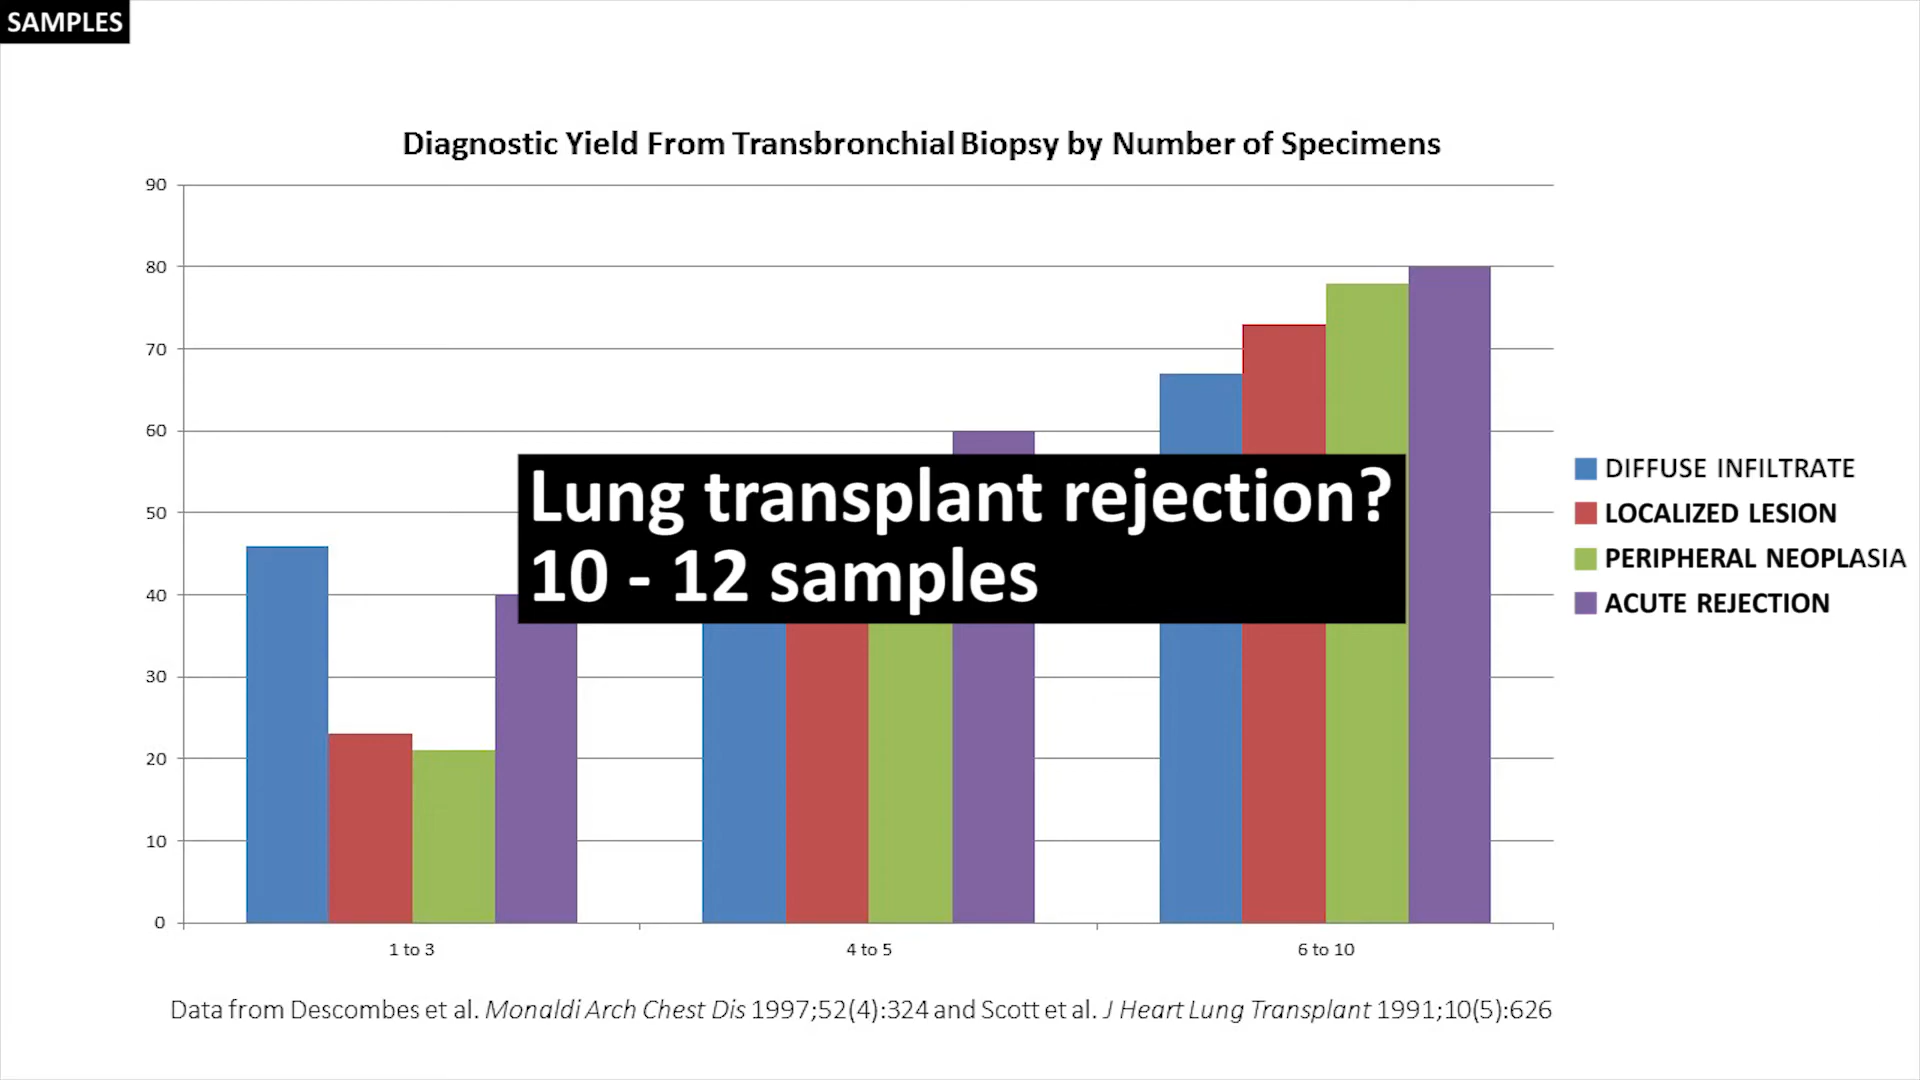 SAMPLES
Diagnostic Yield From Transbronchial Biopsy by Number of Specimens
90
80
70
60
50
40
30
20
10
0
Lung transplant rejection?
10 - 12 samples
DIFFUSE INFILTRATE
LOCALIZED LESION
PERIPHERAL NEOPLASIA
ACUTE REJECTION
1 to 3
4 to 5
6 to 10
Data from Descombes et al. Monaldi Arch Chest Dis 1997;52(4):324 and Scott et al. J Heart Lung Transplant 1991;10(5):626